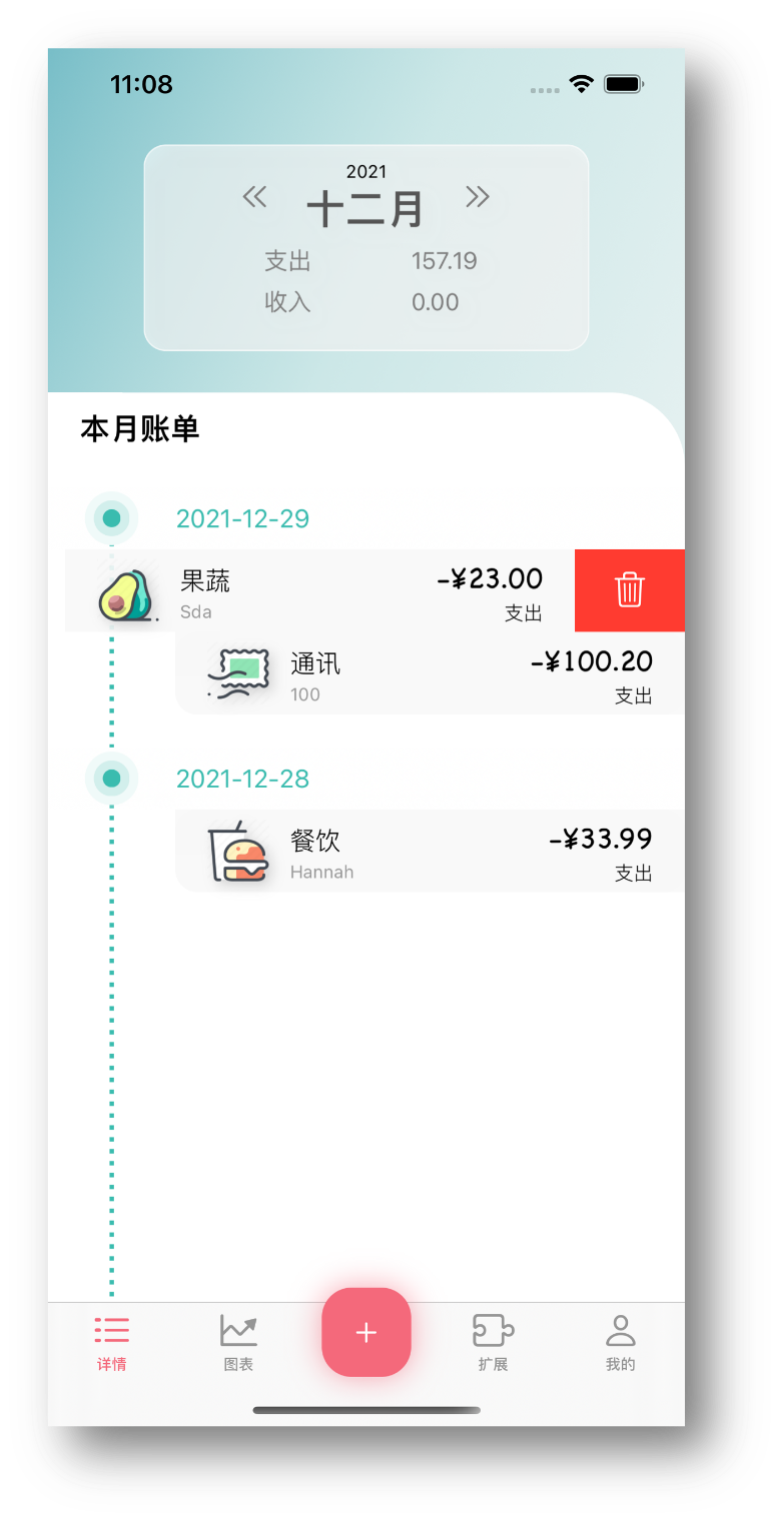 11:08
2021
十二月
支出 157.19
收入 0.00
本月账单
2021-12-29
果蔬 -¥23.00
Sda 支出
通讯 -¥100.20
100 支出
2021-12-28
餐饮 -¥33.99
Hannah 支出
详情 图表 + 扩展 我的